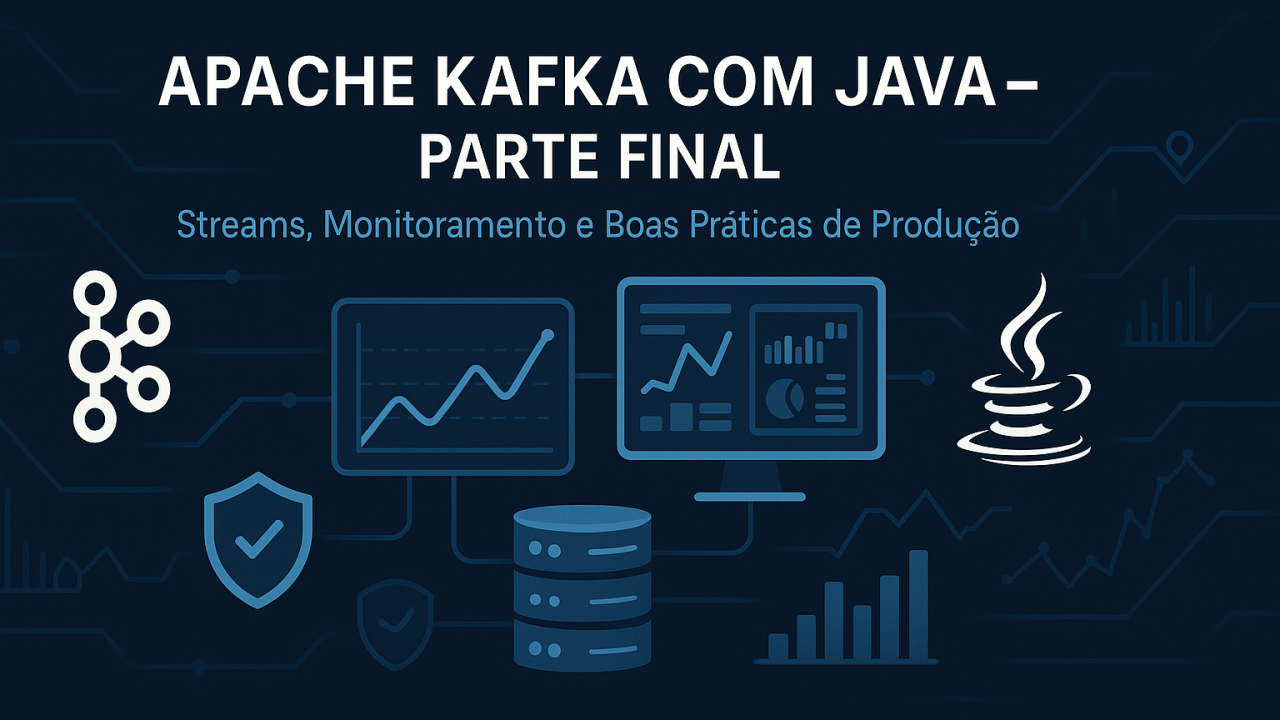 APACHE KAFKA COM JAVA –
PARTE FINAL
Streams, Monitoramento e Boas Práticas de Produção